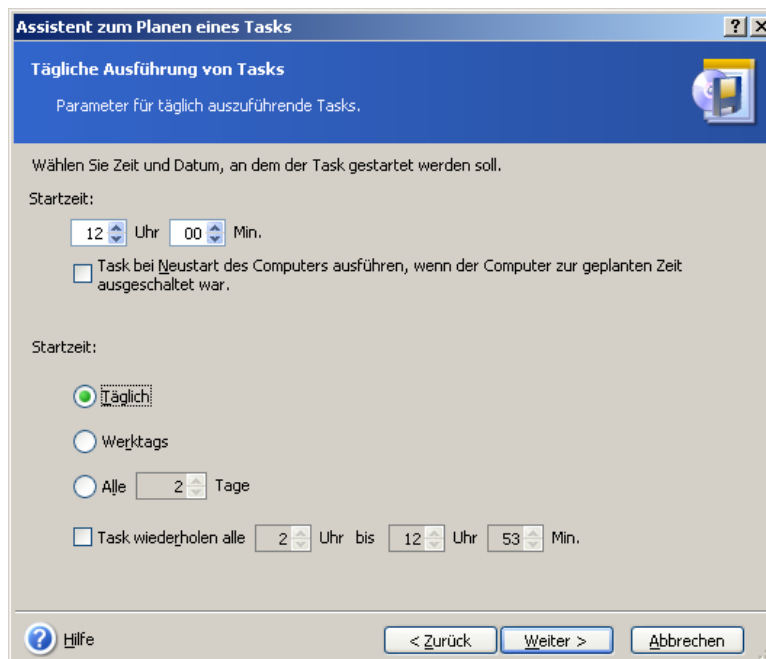 Assistent zum Planen eines Tasks
Tägliche Ausführung von Tasks
Parameter für täglich auszuführende Tasks.
Wählen Sie Zeit und Datum, an dem der Task gestartet werden soll.
Startzeit:
12 Uhr 00 Min.
Task bei Neustart des Computers ausführen, wenn der Computer zur geplanten Zeit
ausgeschaltet war.
Startzeit:
Täglich
Werktags
Alle 2 Tage
Task wiederholen alle 2 Uhr bis 12 Uhr 53 Min.
Hilfe < Zurück Weiter > Abbrechen